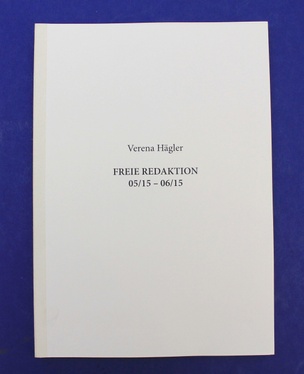 Verena Hägler
FREIE REDAKTION
05/15 – 06/15